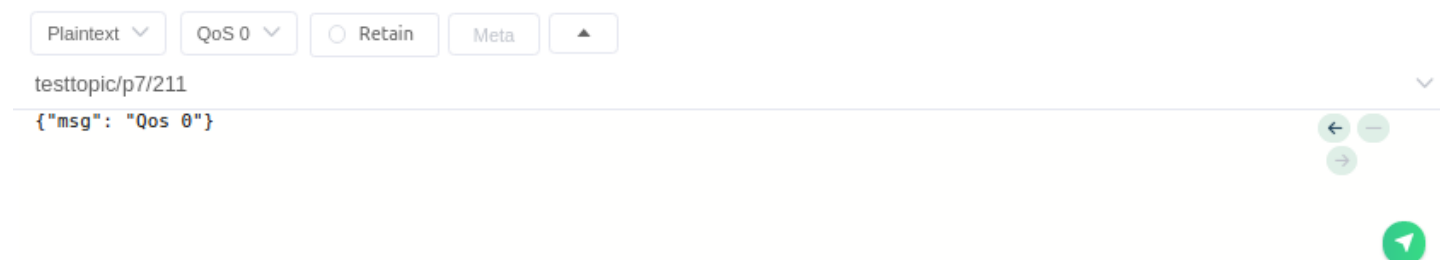 Plaintext QoS 0 Retain Meta
testtopic/p7/211
{"msg": "Qos 0"}